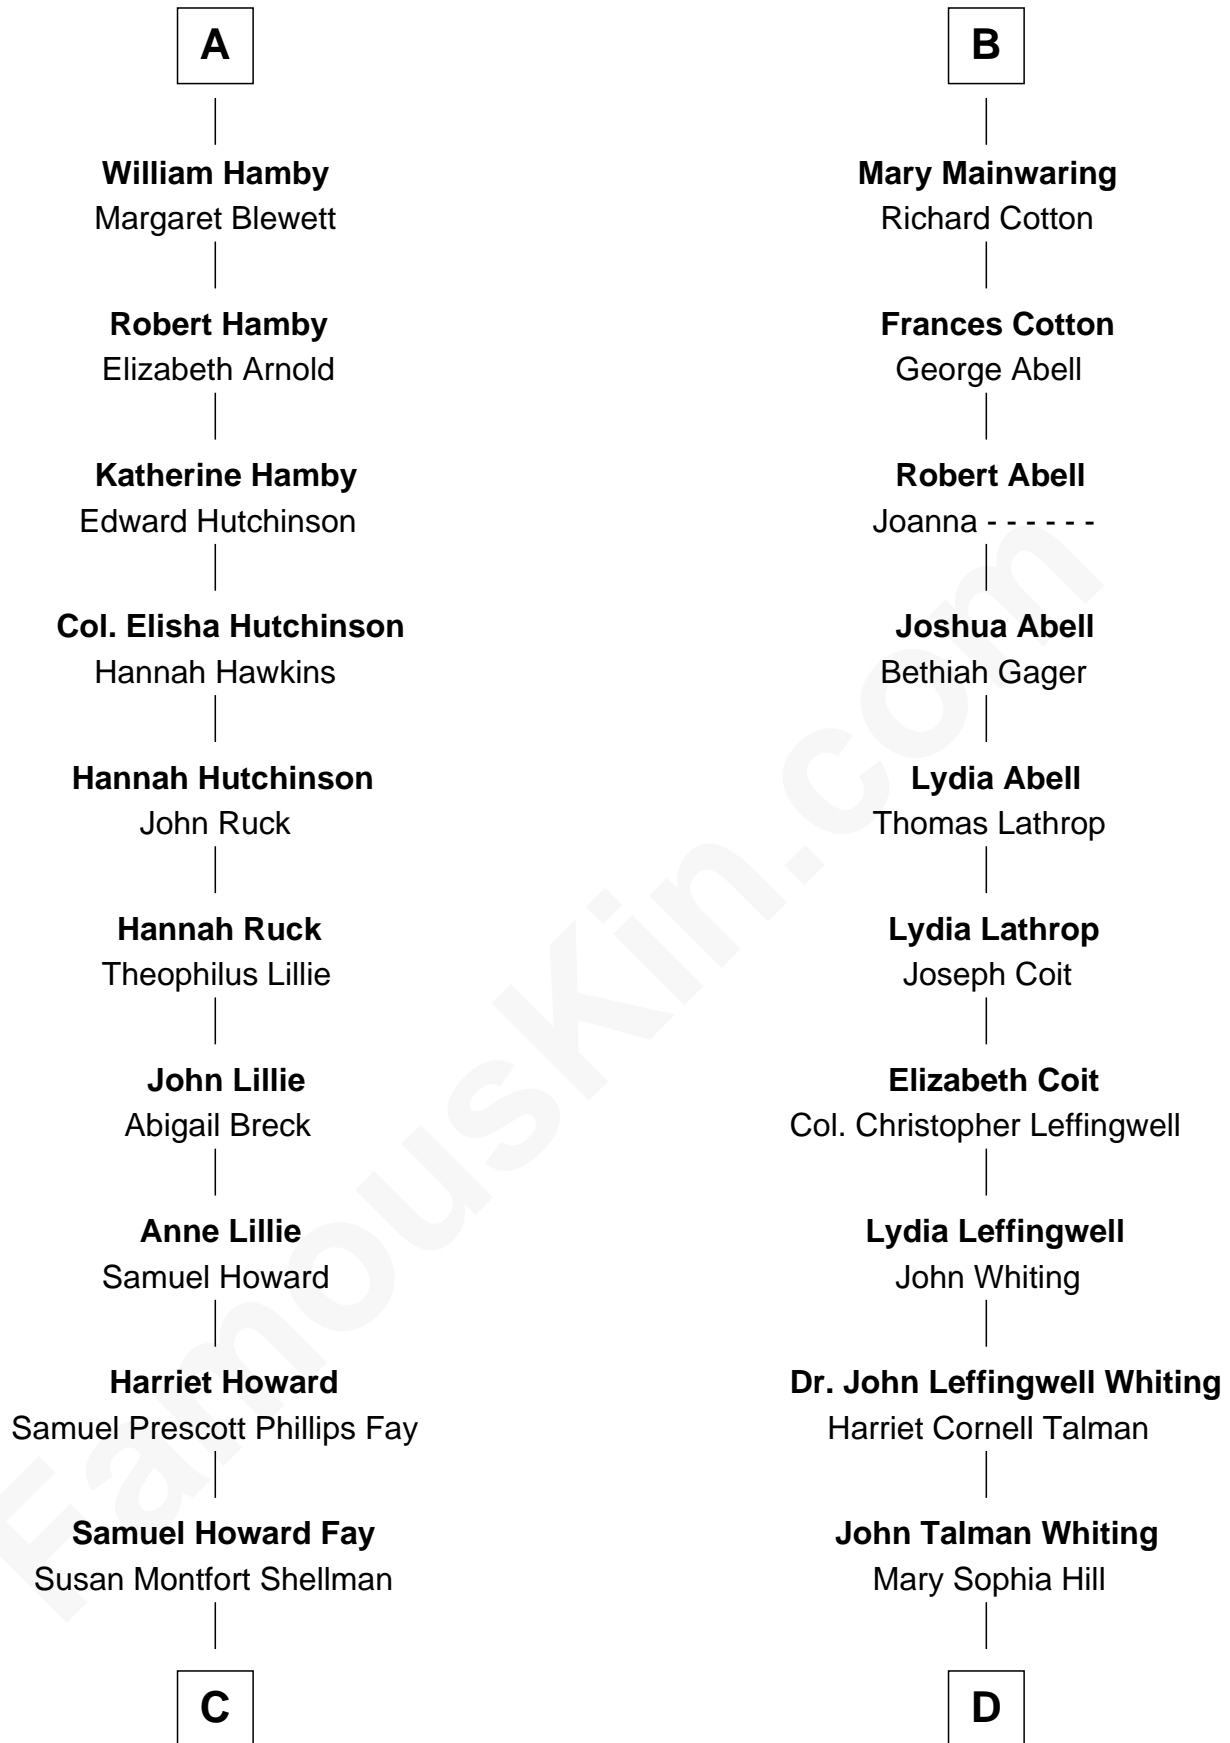 A
William Hamby
Margaret Blewett
Robert Hamby
Elizabeth Arnold
Katherine Hamby
Edward Hutchinson
Col. Elisha Hutchinson
Hannah Hawkins
Hannah Hutchinson
John Ruck
Hannah Ruck
Theophilus Lillie
John Lillie
Abigail Breck
Anne Lillie
Samuel Howard
Harriet Howard
Samuel Prescott Phillips Fay
Samuel Howard Fay
Susan Montfort Shellman
C
B
Mary Mainwaring
Richard Cotton
Frances Cotton
George Abell
Robert Abell
Joanna - - - - - -
Joshua Abell
Bethiah Gager
Lydia Abell
Thomas Lathrop
Lydia Lathrop
Joseph Coit
Elizabeth Coit
Col. Christopher Leffingwell
Lydia Leffingwell
John Whiting
Dr. John Leffingwell Whiting
Harriet Cornell Talman
John Talman Whiting
Mary Sophia Hill
D
FamousKin.com